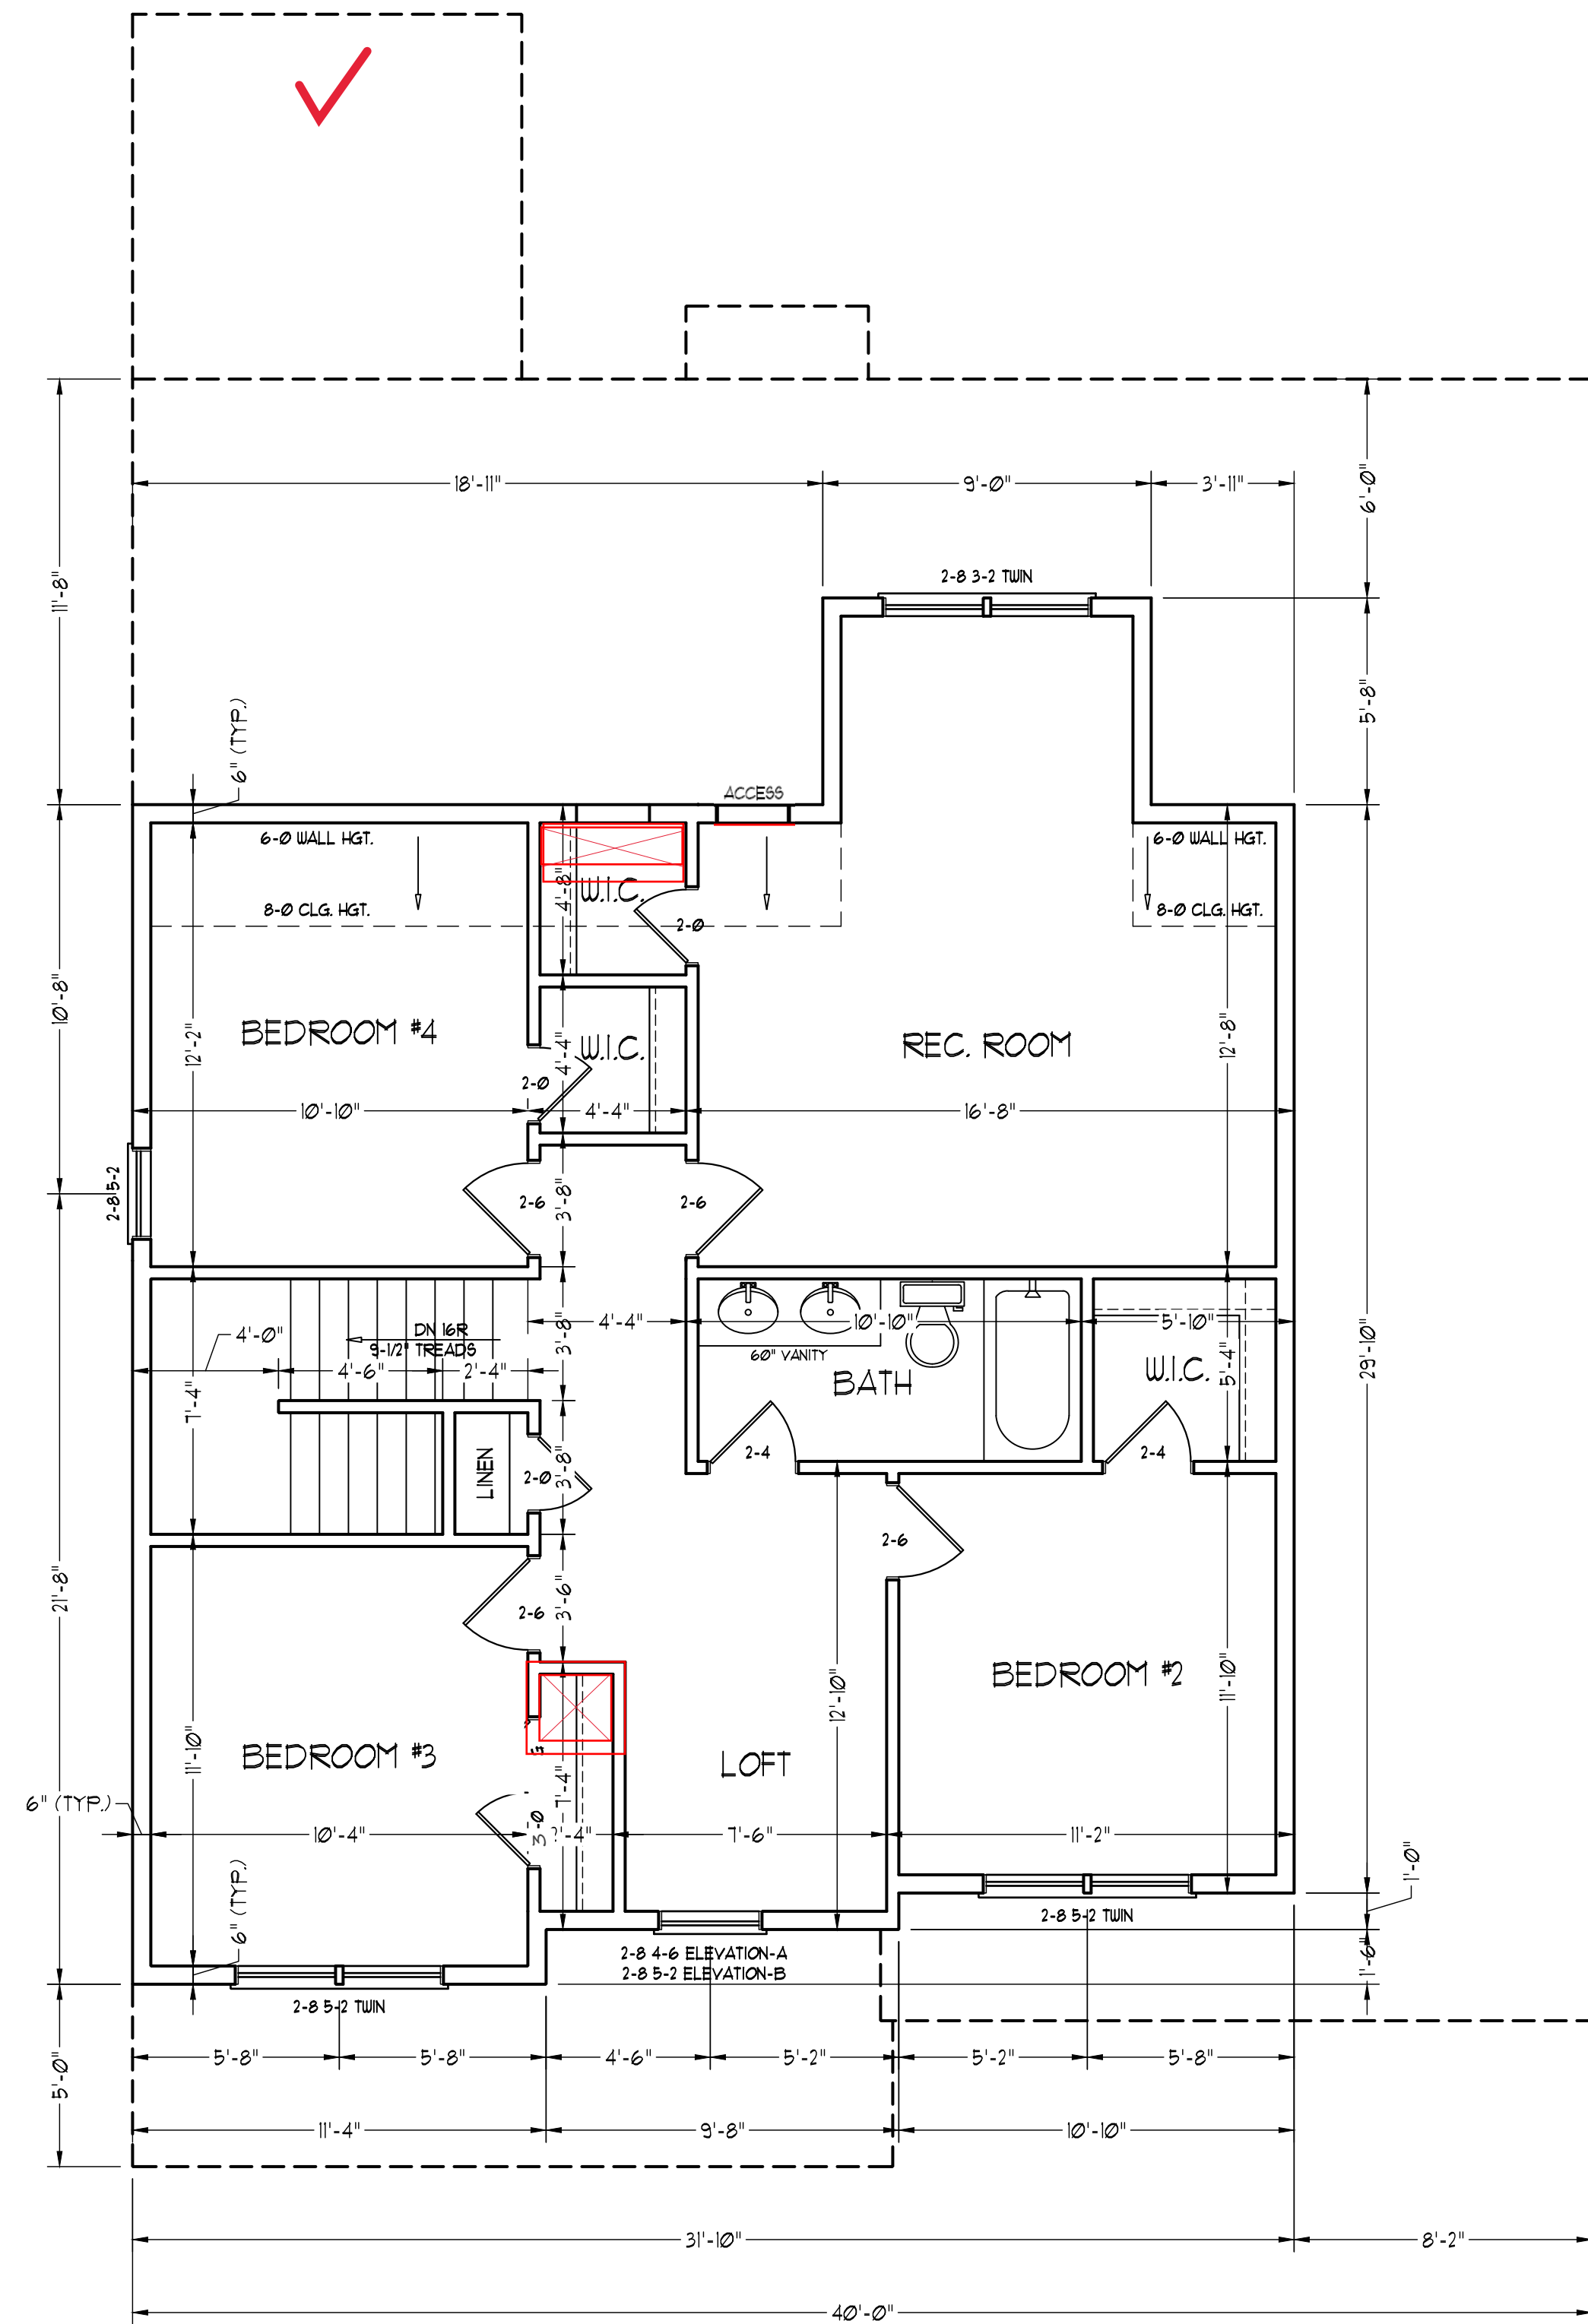 18'-11"
9'-0"
3'-11"
6'-0"
11'-8"
2-8 3-2 TWIN
5'-8"
6" (TYP.)
ACCESS
6-0 WALL HGT.
6-0 WALL HGT.
4'-8"
W.I.C.
8-0 CLG. HGT.
8-0 CLG. HGT.
2-0
10'-8"
BEDROOM #4
12'-2"
4'-4"
W.I.C.
REC. ROOM
12'-8"
2-0
10'-10"
4'-4"
16'-8"
2-8 5-2
2-6
3'-8"
2-6
4'-4"
10'-10"
5'-10"
DN 16R
9-1/2" TREADS
4'-0"
3'-8"
29'-10"
60" VANITY
4'-6"
2'-4"
BATH
W.I.C.
5'-4"
7'-4"
2-4
2-4
LINEN
2-0
3'-8"
2-6
21'-8"
3'-6"
2-6
BEDROOM #2
11'-10"
12'-10"
11'-10"
BEDROOM #3
LOFT
7'-4"
6" (TYP.)
10'-4"
3-0
7'-6"
11'-2"
1'-0"
6" (TYP.)
2-8 5-2 TWIN
2-8 4-6 ELEVATION-A
2-8 5-2 ELEVATION-B
1'-6"
2-8 5-2 TWIN
5'-8"
5'-8"
4'-6"
5'-2"
5'-2"
5'-8"
5'-0"
11'-4"
9'-8"
10'-10"
31'-10"
8'-2"
40'-0"